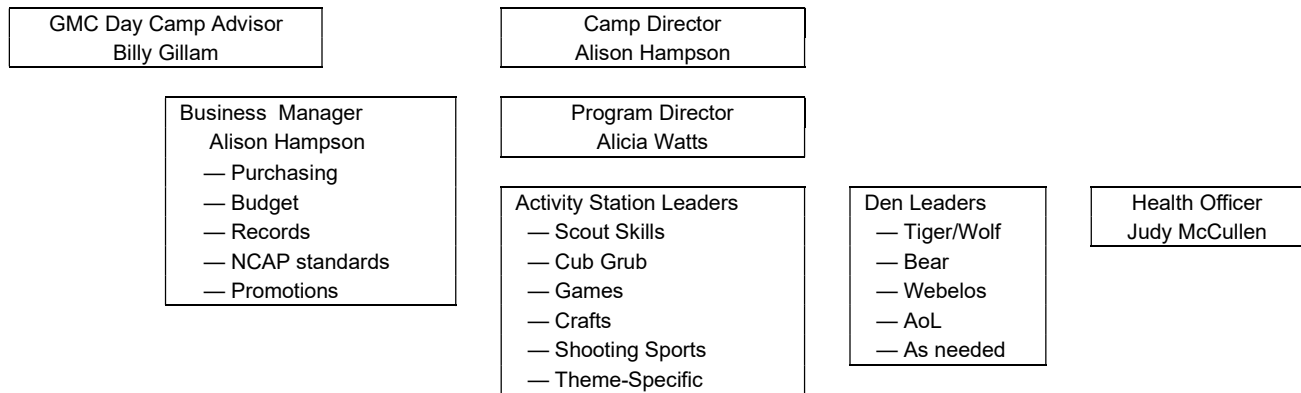 GMC Day Camp Advisor
Billy Gillam
Camp Director
Alison Hampson
Business Manager
Alison Hampson
— Purchasing
— Budget
— Records
— NCAP standards
— Promotions
Program Director
Alicia Watts
Activity Station Leaders
— Scout Skills
— Cub Grub
— Games
— Crafts
— Shooting Sports
— Theme-Specific
Den Leaders
— Tiger/Wolf
— Bear
— Webelos
— AoL
— As needed
Health Officer
Judy McCullen